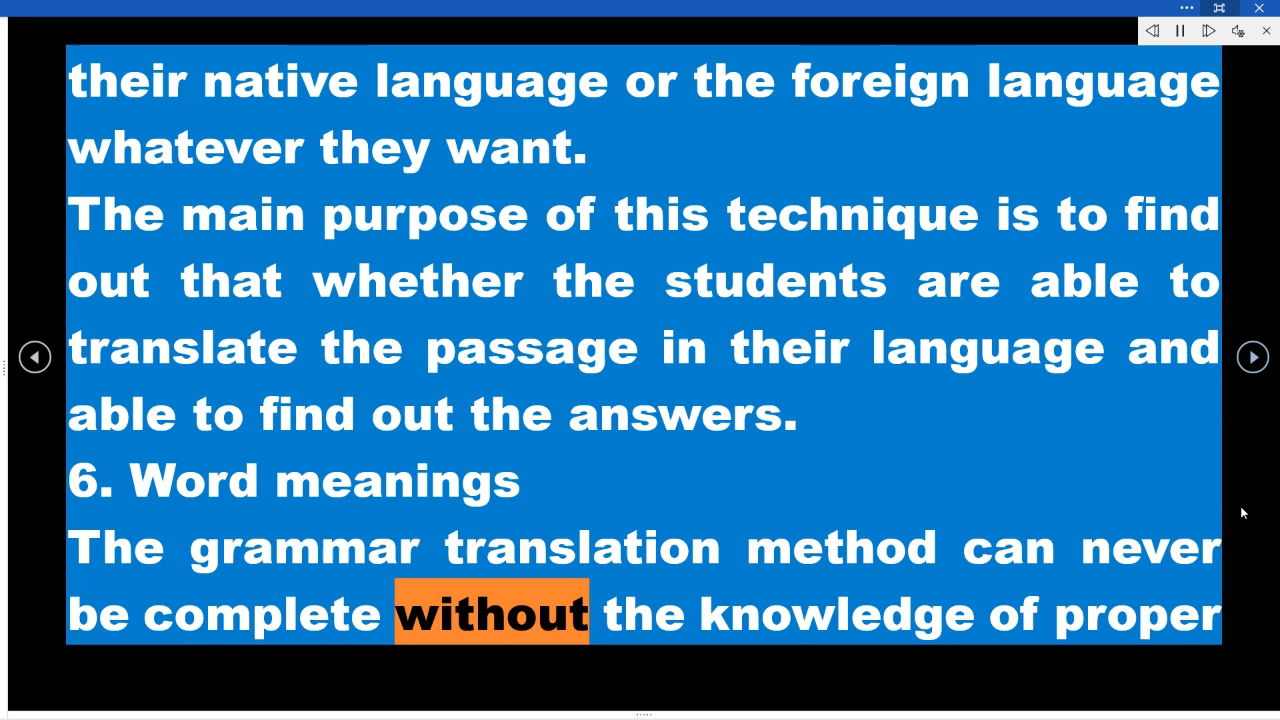 their native language or the foreign language
whatever they want.
The main purpose of this technique is to find
out that whether the students are able to
translate the passage in their language and
able to find out the answers.
6. Word meanings
The grammar translation method can never
be complete without the knowledge of proper